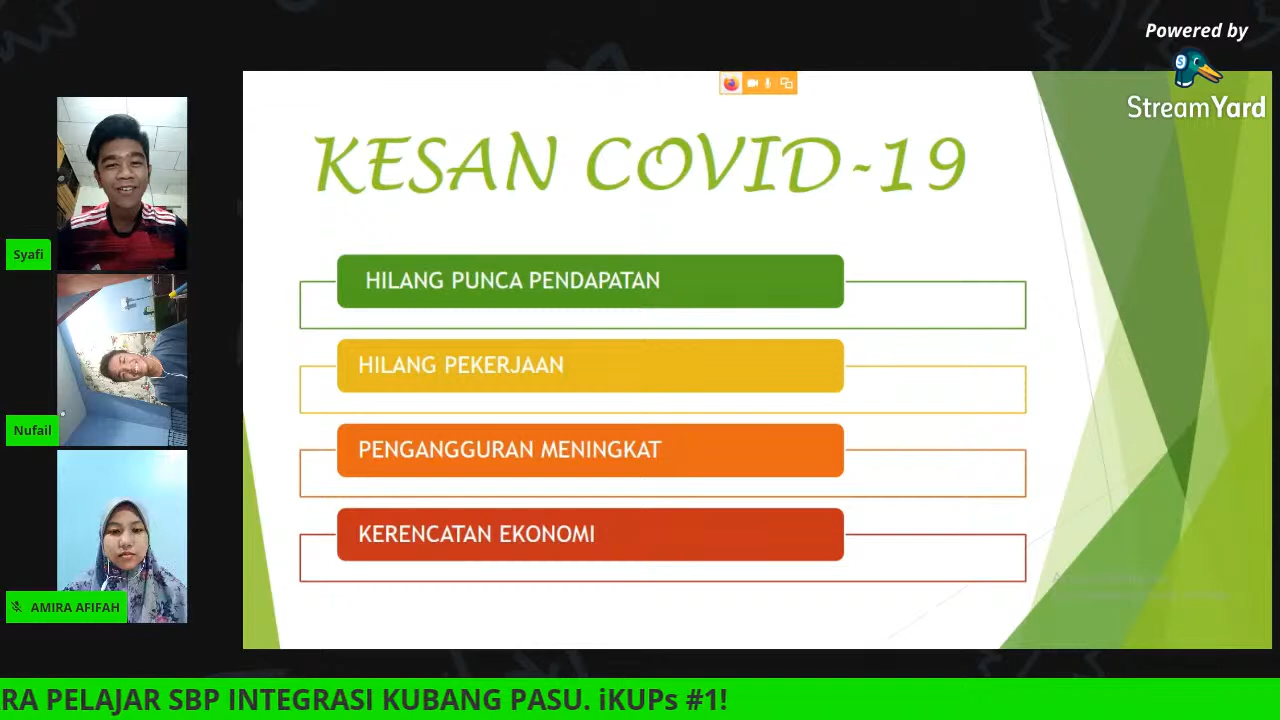 Powered by
StreamYard
Syafi
Nufail
AMIRA AFIFAH
KESAN COVID-19
HILANG PUNCA PENDAPATAN
HILANG PEKERJAAN
PENGANGGURAN MENINGKAT
KERENCATAN EKONOMI
RA PELAJAR SBP INTEGRASI KUBANG PASU. iKUPs #1!